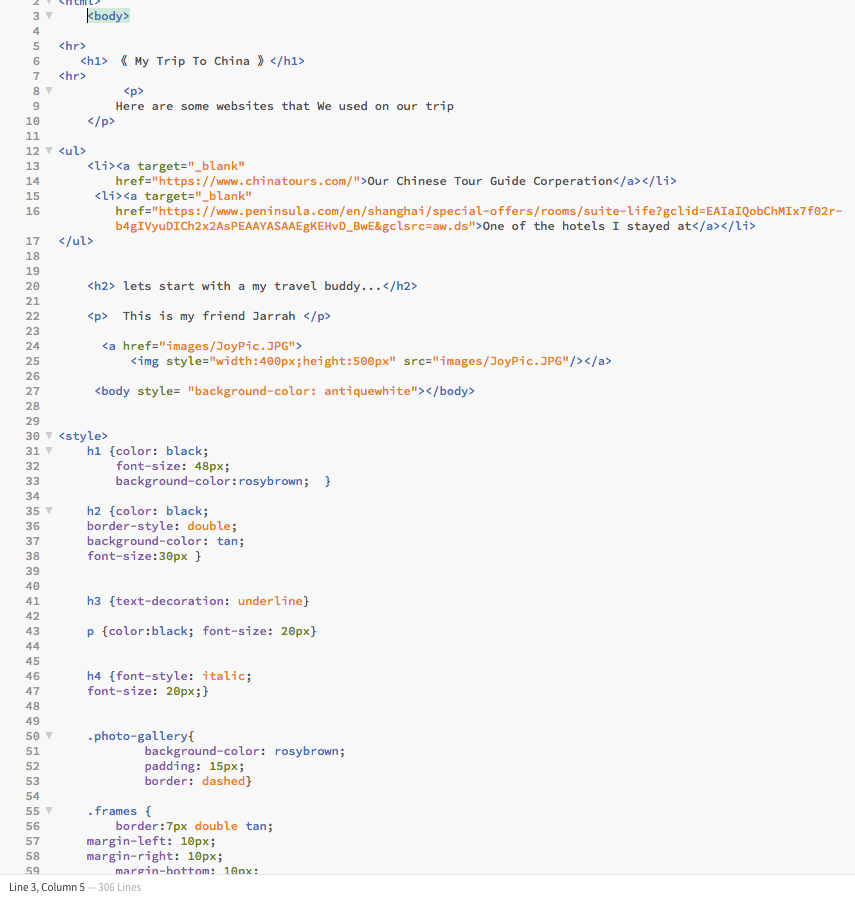 2 <html>
3 <body>
4
5 <hr>
6 <h1> 《 My Trip To China 》</h1>
7 <hr>
8 <p>
9 Here are some websites that We used on our trip
10 </p>
11
12 <ul>
13 <li><a target="_blank"
14 href="https://www.chinatours.com/">Our Chinese Tour Guide Corperation</a></li>
15 <li><a target="_blank"
16 href="https://www.peninsula.com/en/shanghai/special-offers/rooms/suite-life?gclid=EAIaIQobChMIx7f02r-
b4gIVyuDICh2x2AsPEAAYASAAEgKEHvD_BwE&gclsrc=aw.ds">One of the hotels I stayed at</a></li>
17 </ul>
18
19
20 <h2> lets start with a my travel buddy...</h2>
21
22 <p>  This is my friend Jarrah </p>
23
24 <a href="images/JoyPic.JPG">
25 <img style="width:400px;height:500px" src="images/JoyPic.JPG"/></a>
26
27 <body style= "background-color: antiquewhite"></body>
28
29
30 <style>
31 h1 {color: black;
32 font-size: 48px;
33 background-color:rosybrown;  }
34
35 h2 {color: black;
36 border-style: double;
37 background-color: tan;
38 font-size:30px }
39
40
41 h3 {text-decoration: underline}
42
43 p {color:black; font-size: 20px}
44
45
46 h4 {font-style: italic;
47 font-size: 20px;}
48
49
50 .photo-gallery{
51 background-color: rosybrown;
52 padding: 15px;
53 border: dashed}
54
55 .frames {
56 border:7px double tan;
57 margin-left: 10px;
58 margin-right: 10px;
59 margin-bottom: 10px;
Line 3, Column 5 — 306 Lines